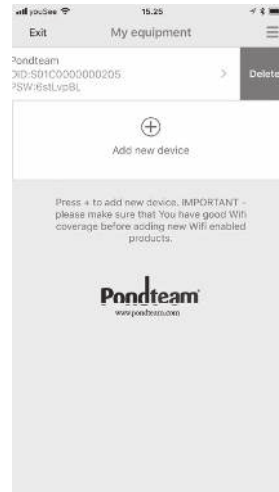 youSee 15.25
Exit My equipment
Pondteam
DID:S01C0000000205
PSW:6stLvpBL
Delete
Add new device
Press + to add new device. IMPORTANT -
please make sure that You have good Wifi
coverage before adding new Wifi enabled
products.
Pondteam
www.pondteam.com